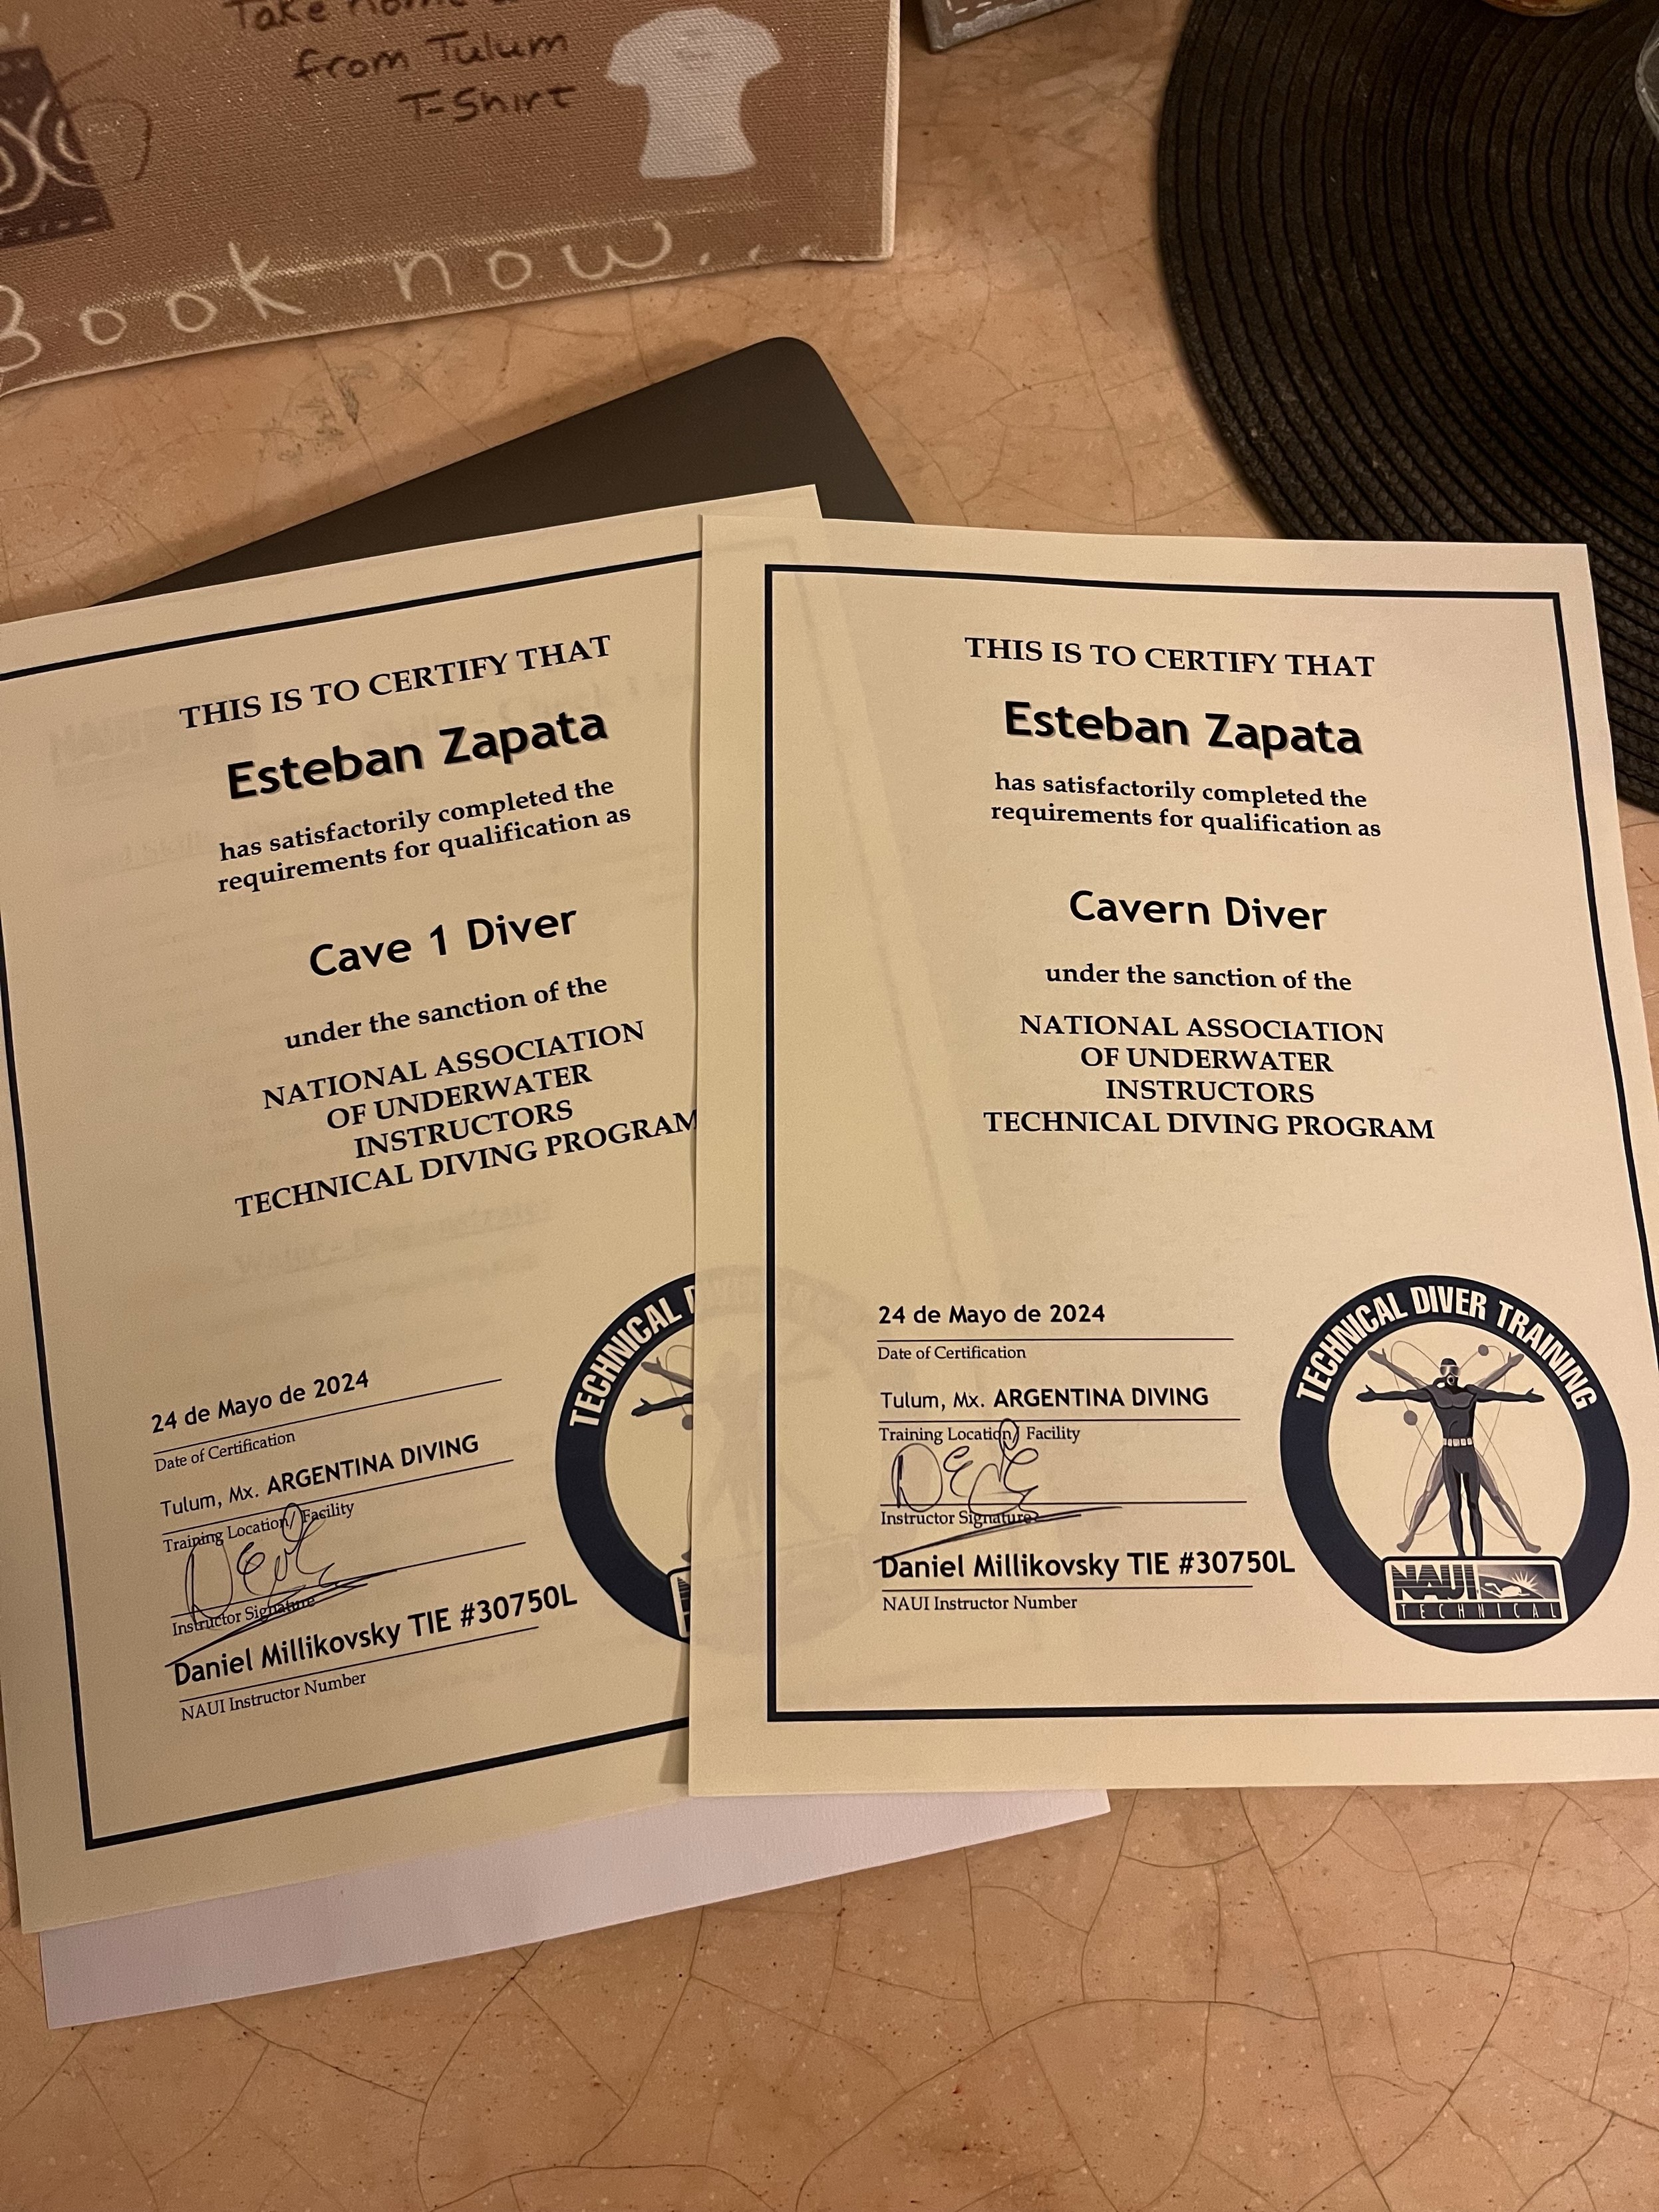 Take home
from Tulum
T-Shirt
Book now...
THIS IS TO CERTIFY THAT
Esteban Zapata
has satisfactorily completed the
requirements for qualification as
Cave 1 Diver
under the sanction of the
NATIONAL ASSOCIATION
OF UNDERWATER
INSTRUCTORS
TECHNICAL DIVING PROGRAM
24 de Mayo de 2024
Date of Certification
Tulum, Mx. ARGENTINA DIVING
Training Location/ Facility
Instructor Signature
Daniel Millikovsky TIE #30750L
NAUI Instructor Number
TECHNICAL
THIS IS TO CERTIFY THAT
Esteban Zapata
has satisfactorily completed the
requirements for qualification as
Cavern Diver
under the sanction of the
NATIONAL ASSOCIATION
OF UNDERWATER
INSTRUCTORS
TECHNICAL DIVING PROGRAM
24 de Mayo de 2024
Date of Certification
Tulum, Mx. ARGENTINA DIVING
Training Location/ Facility
Instructor Signature
Daniel Millikovsky TIE #30750L
NAUI Instructor Number
TECHNICAL DIVER TRAINING
NAUI
TECHNICAL